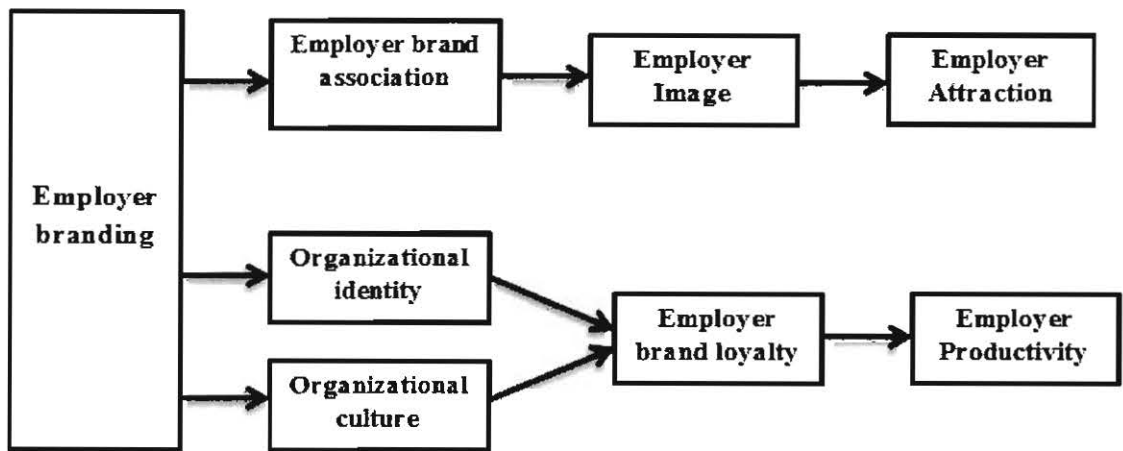 Employer
branding
Employer brand
association
Employer
Image
Employer
Attraction
Organizational
identity
Organizational
culture
Employer
brand loyalty
Employer
Productivity